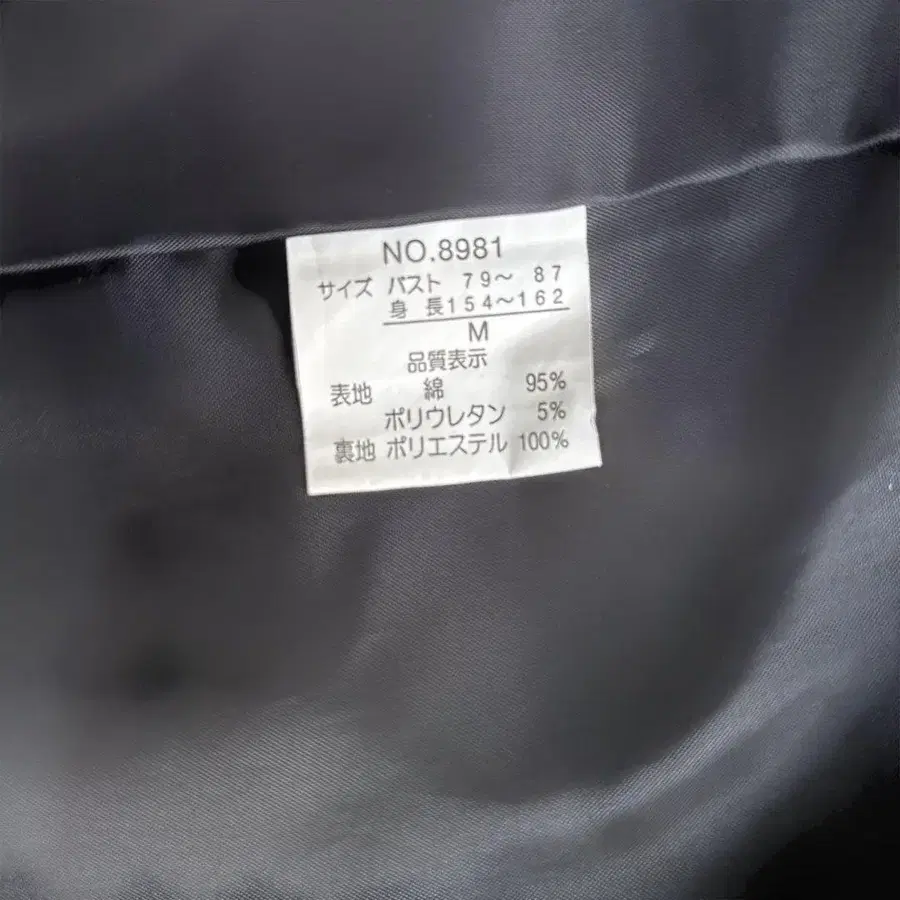 NO.8981
サイズ バスト 79〜 87
身 長154〜162
M
品質表示
表地 綿 95%
ポリウレタン 5%
裏地 ポリエステル 100%